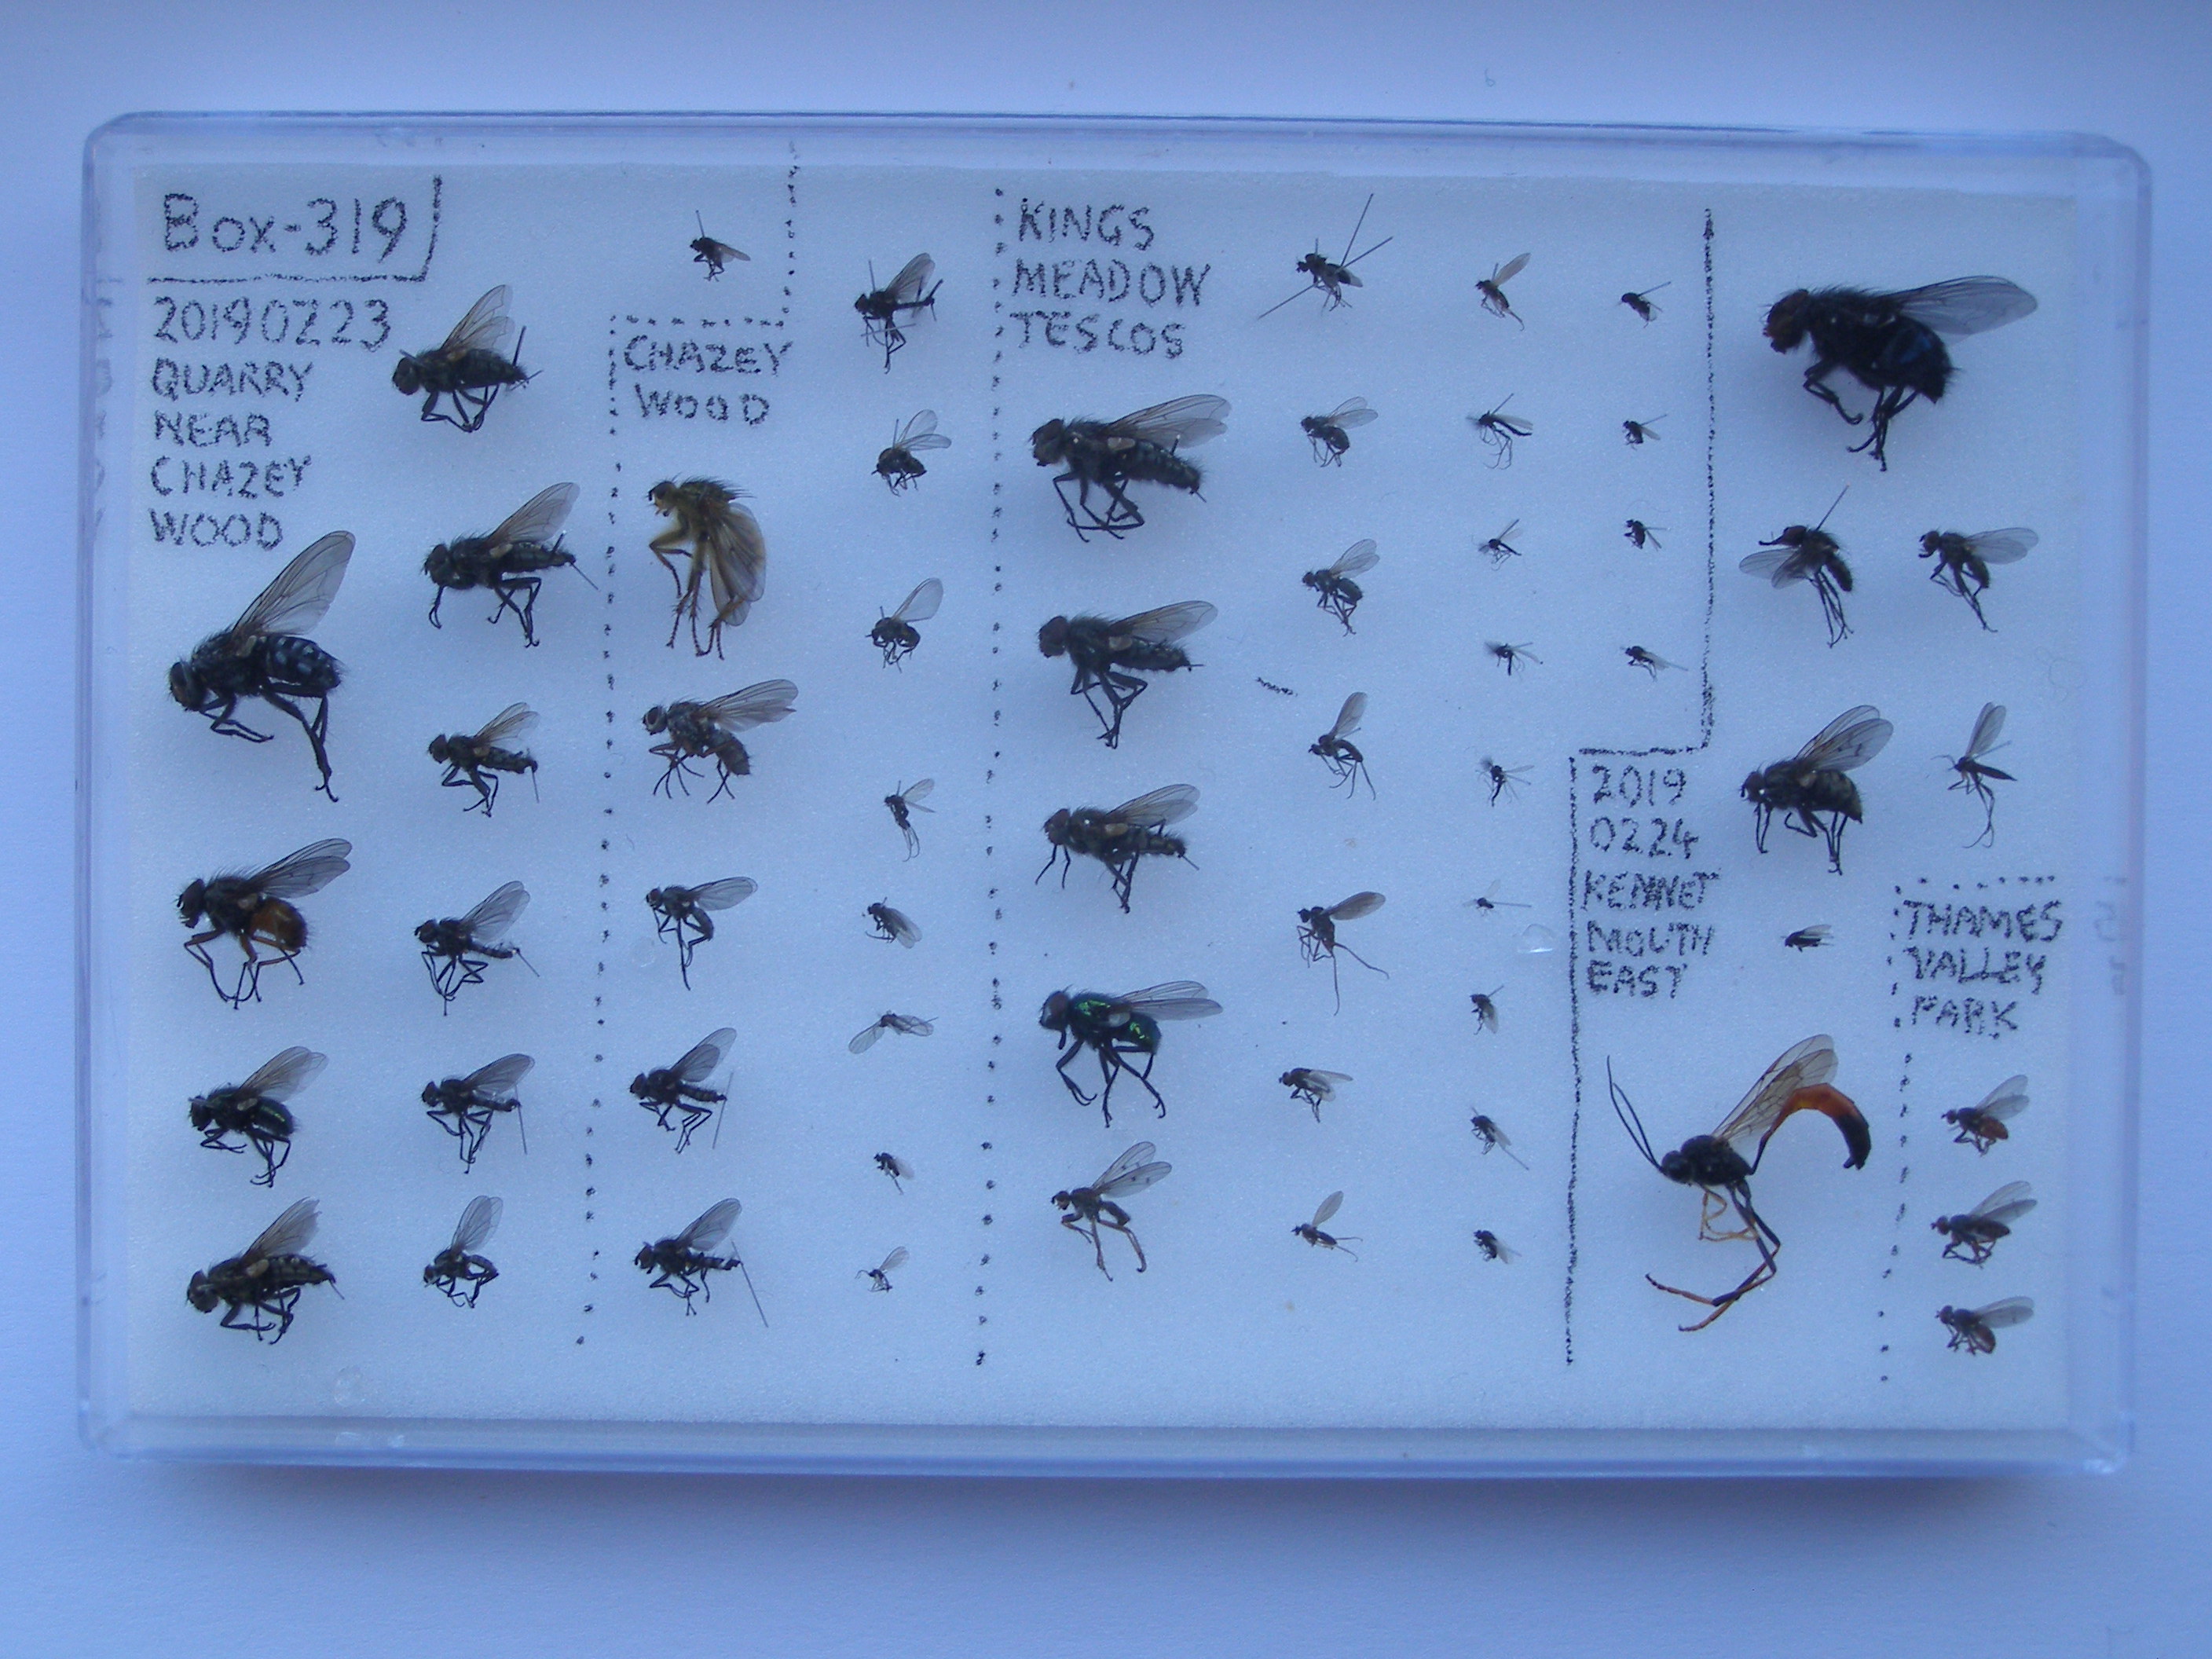 Box-319
20190223
QUARRY
NEAR
CHAZEY
WOOD
CHAZEY
WOOD
KINGS
MEADOW
TESCOS
2019
0224
KENNET
MOUTH
EAST
THAMES
VALLEY
PARK